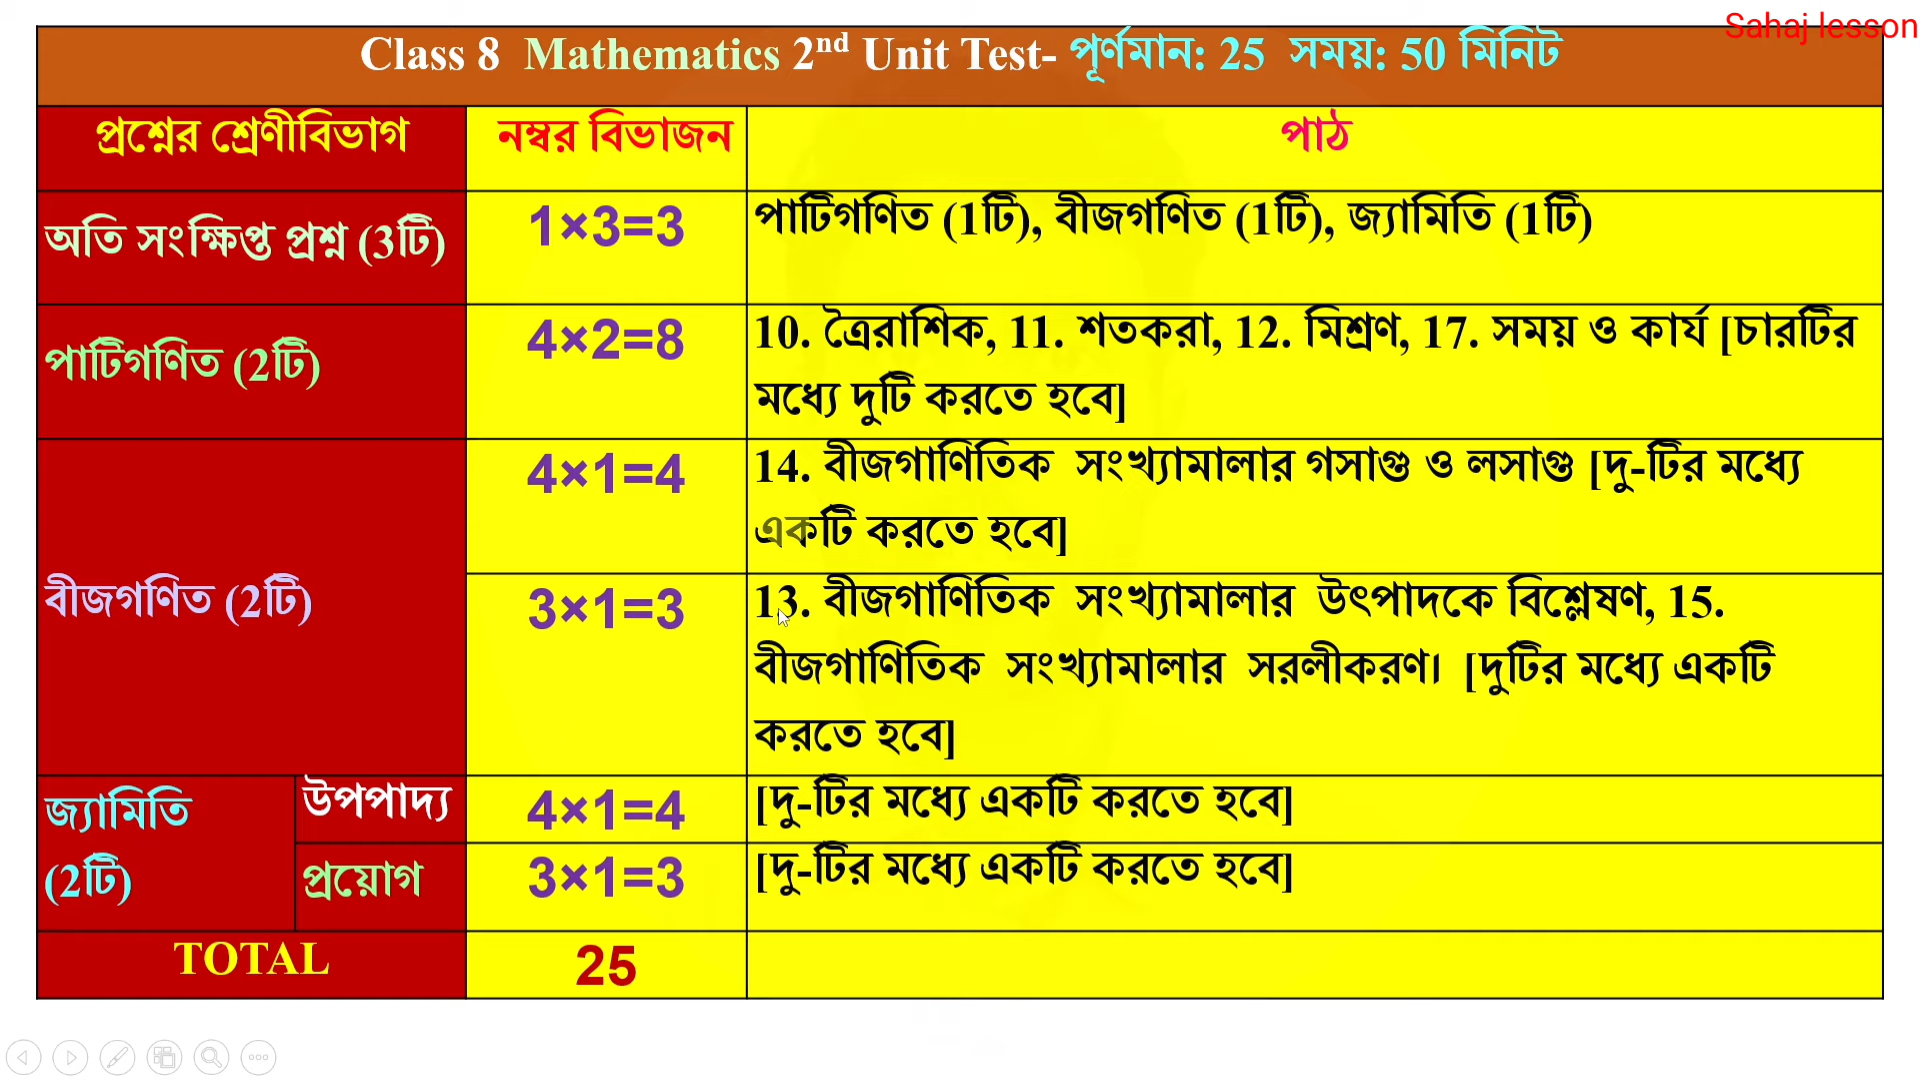 Sahaj lesson
Class 8 Mathematics 2nd Unit Test- পূর্ণমান: 25 সময়: 50 মিনিট
প্রশ্নের শ্রেণীবিভাগ
নম্বর বিভাজন
পাঠ
অতি সংক্ষিপ্ত প্রশ্ন (3টি)
1×3=3
পাটিগণিত (1টি), বীজগণিত (1টি), জ্যামিতি (1টি)
পাটিগণিত (2টি)
4×2=8
10. ত্রৈরাশিক, 11. শতকরা, 12. মিশ্রণ, 17. সময় ও কার্য [চারটির
মধ্যে দুটি করতে হবে]
বীজগণিত (2টি)
4×1=4
14. বীজগাণিতিক সংখ্যামালার গসাগু ও লসাগু [দু-টির মধ্যে
একটি করতে হবে]
3×1=3
13. বীজগাণিতিক সংখ্যামালার উৎপাদকে বিশ্লেষণ, 15.
বীজগাণিতিক সংখ্যামালার সরলীকরণ। [দুটির মধ্যে একটি
করতে হবে]
জ্যামিতি
(2টি)
উপপাদ্য
4×1=4
[দু-টির মধ্যে একটি করতে হবে]
প্রয়োগ
3×1=3
[দু-টির মধ্যে একটি করতে হবে]
TOTAL
25